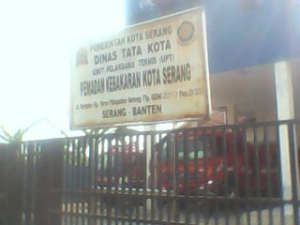 PEMERINTAH KOTA SERANG
DINAS TATA KOTA
UNIT PELAKSANA TEKNIS (UPT)
PEMADAM KEBAKARAN KOTA SERANG
SERANG - BANTEN